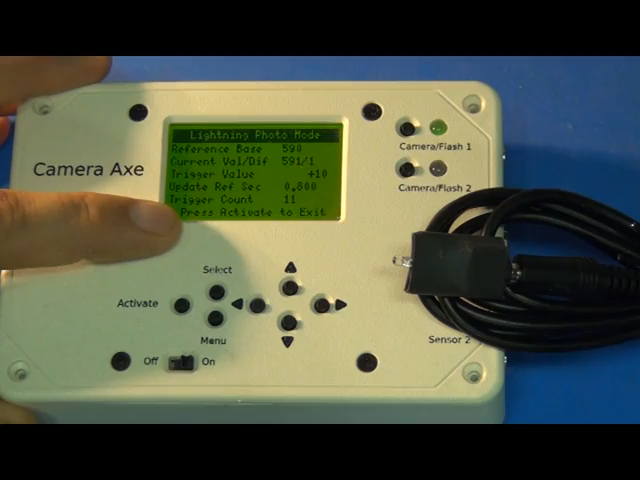 Lightning Photo Mode
Reference Base 590
Current Val/Dif 591/1
Trigger Value +10
Update Ref Sec 0.800
Trigger Count 11
Press Activate to Exit
Camera Axe
Camera/Flash 1
Camera/Flash 2
Select
Activate
Menu
Sensor 2
Off On